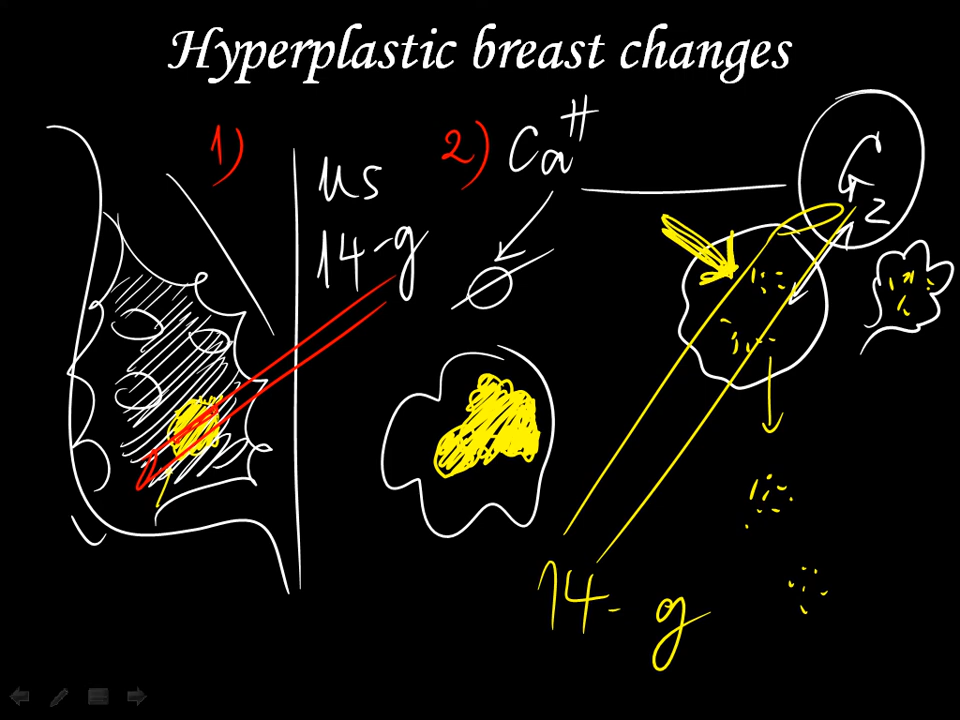 Hyperplastic breast changes
1)
us
14-g
2) Ca++
G2
14-g